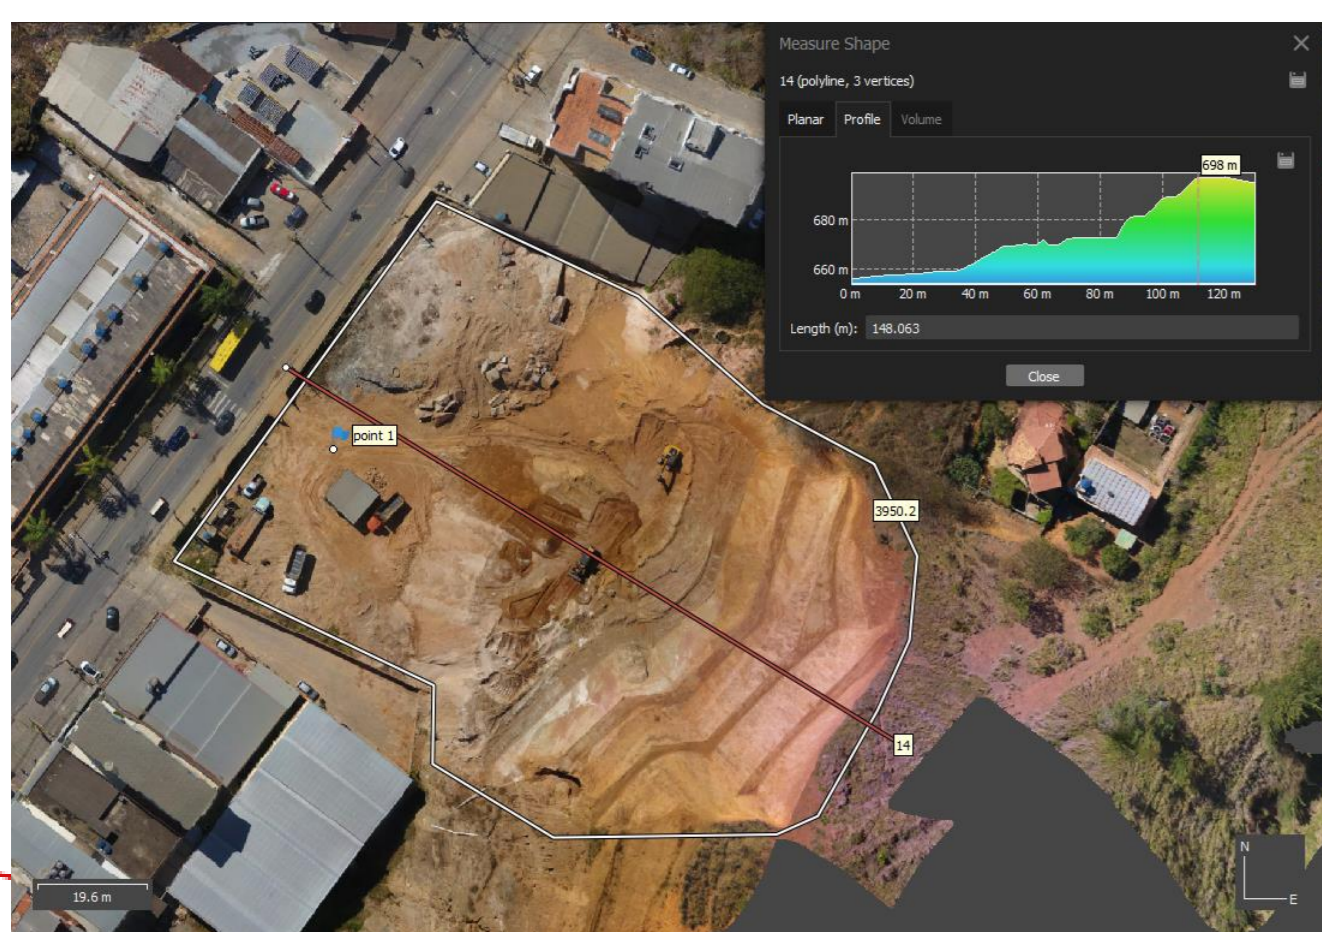 Measure Shape
14 (polyline, 3 vertices)
Planar Profile Volume
698 m
680 m
660 m
0 m 20 m 40 m 60 m 80 m 100 m 120 m
Length (m): 148.063
Close
point 1
3950.2
14
19.6 m
N
E